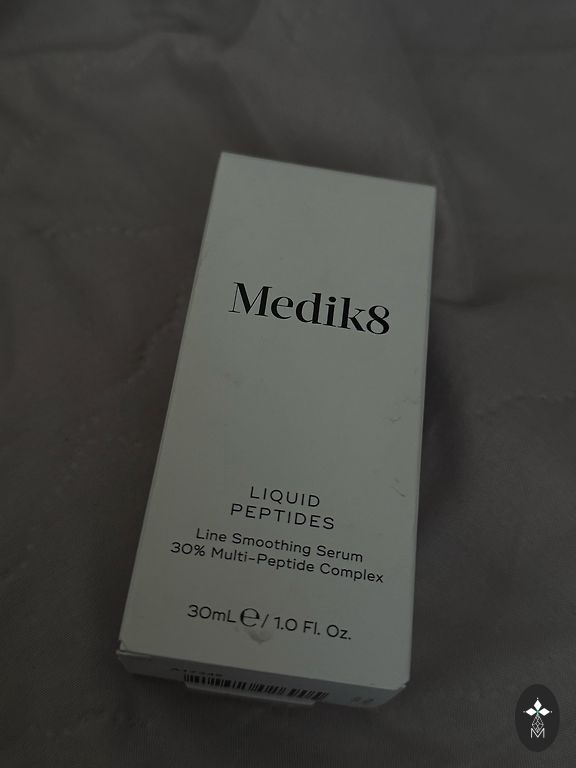 Medik8
LIQUID
PEPTIDES
Line Smoothing Serum
30% Multi-Peptide Complex
30mL ℮/ 1.0 Fl. Oz.
M